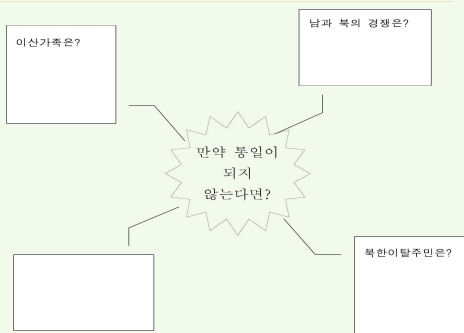 남과 북의 경쟁은?
이산가족은?
만약 통일이
되지
않는다면?
북한이탈주민은?